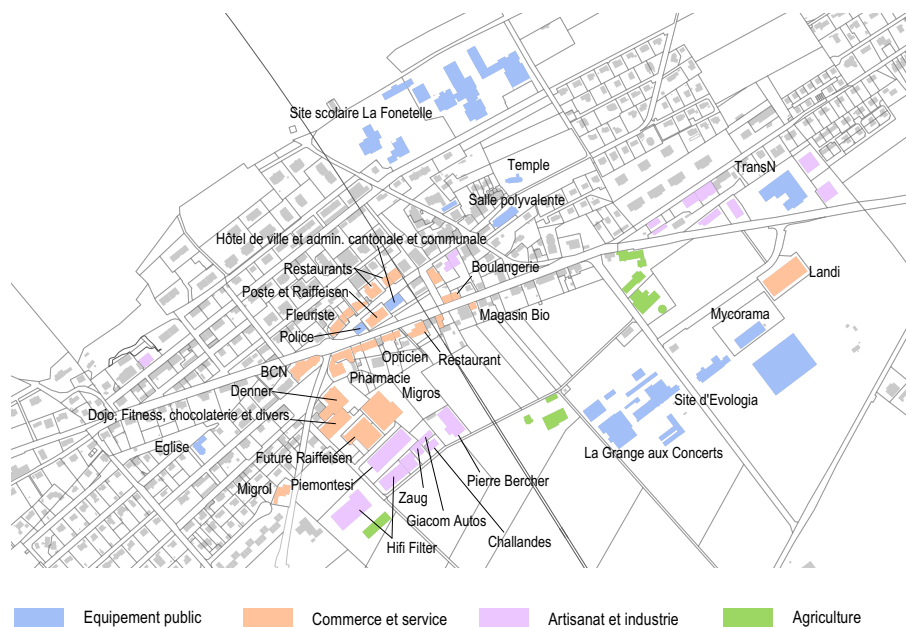 Site scolaire La Fonetelle
Temple
TransN
Salle polyvalente
Hôtel de ville et admin. cantonale et communale
Restaurants
Boulangerie
Landi
Poste et Raiffeisen
Fleuriste
Magasin Bio
Mycorama
Police
Opticien
Restaurant
BCN
Pharmacie
Denner
Migros
Site d'Evologia
Dojo, Fitness, chocolaterie et divers
Eglise
La Grange aux Concerts
Future Raiffeisen
Piemontesi
Pierre Bercher
Migrol
Zaug
Giacom Autos
Challandes
Hifi Filter
Equipement public
Commerce et service
Artisanat et industrie
Agriculture